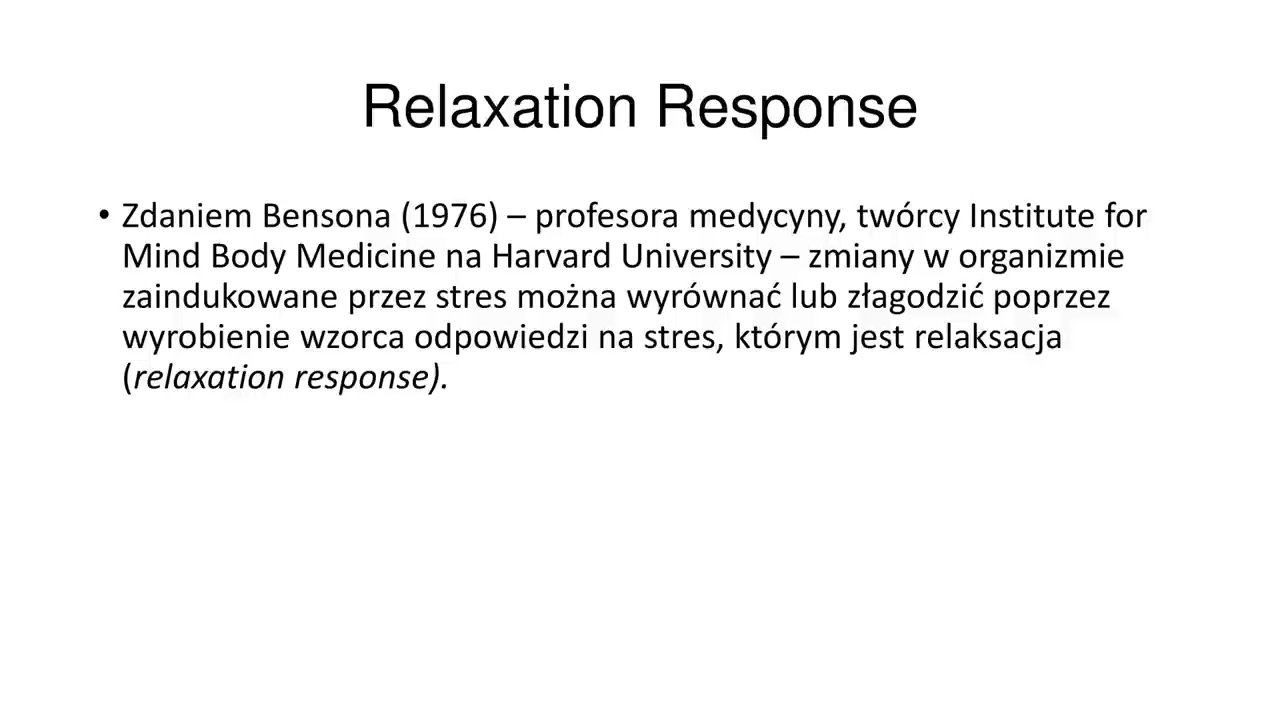 Relaxation Response
• Zdaniem Bensona (1976) – profesora medycyny, twórcy Institute for
Mind Body Medicine na Harvard University – zmiany w organizmie
zaindukowane przez stres można wyrównać lub złagodzić poprzez
wyrobienie wzorca odpowiedzi na stres, którym jest relaksacja
(relaxation response).